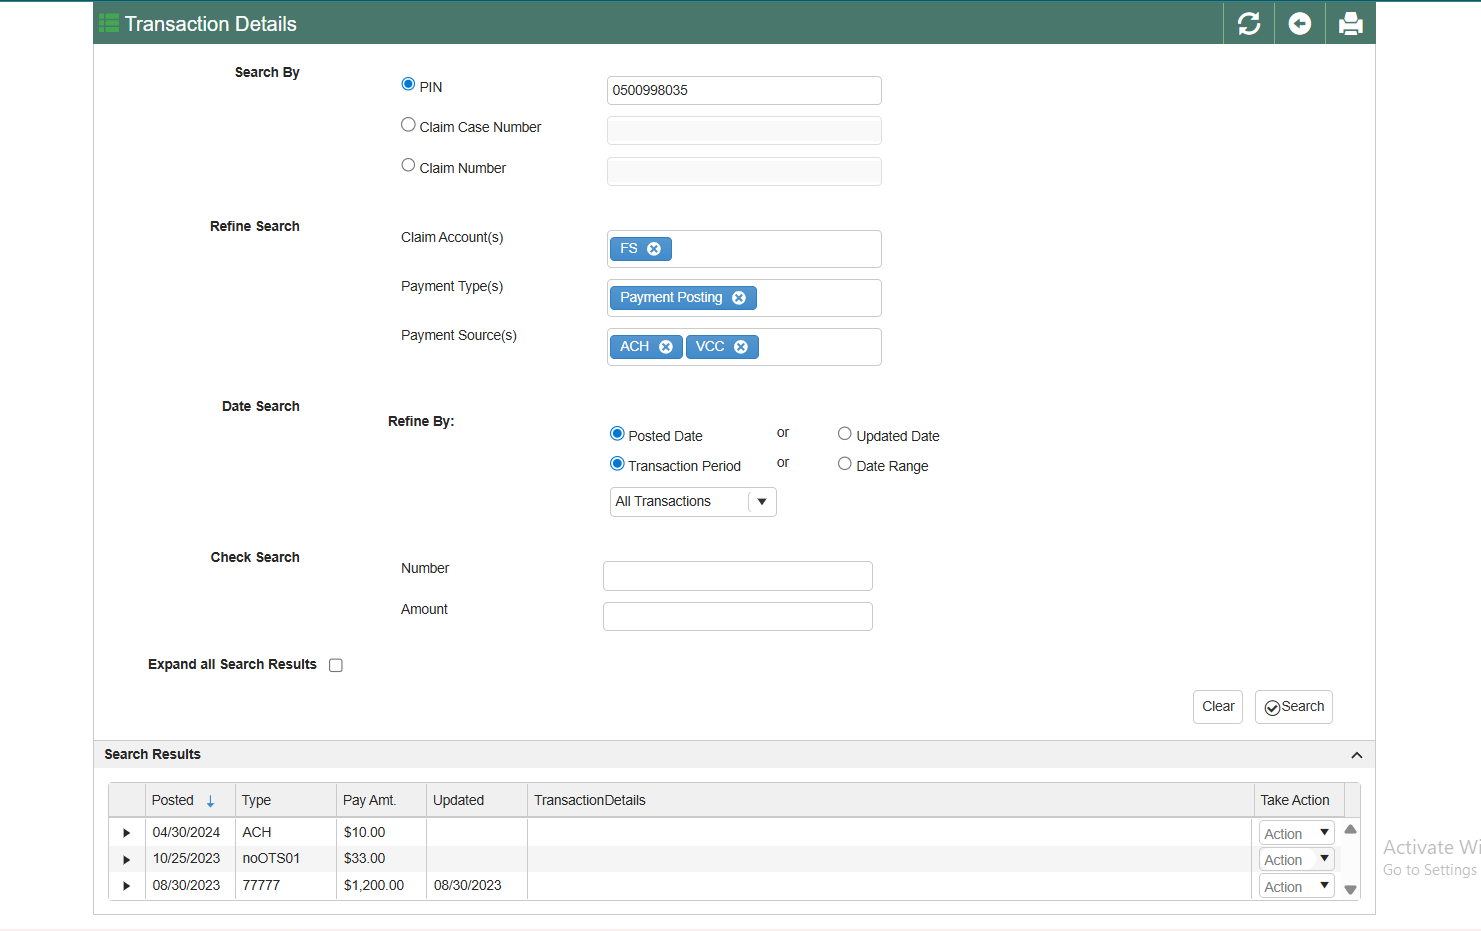 Transaction Details
Search By
PIN
0500998035
Claim Case Number
Claim Number
Refine Search
Claim Account(s)
FS
Payment Type(s)
Payment Posting
Payment Source(s)
ACH VCC
Date Search
Refine By:
Posted Date or Updated Date
Transaction Period or Date Range
All Transactions
Check Search
Number
Amount
Expand all Search Results
Clear Search
Search Results
Posted Type Pay Amt. Updated TransactionDetails Take Action
04/30/2024 ACH $10.00 Action
10/25/2023 noOTS01 $33.00 Action
08/30/2023 77777 $1,200.00 08/30/2023 Action
Activate Wi
Go to Settings